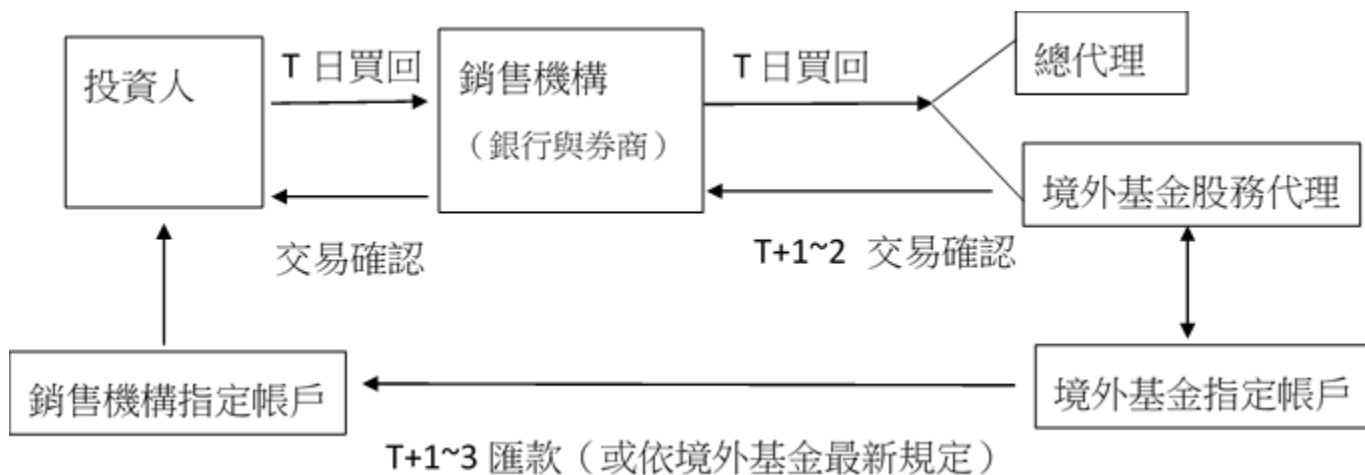 投資人
T 日買回
銷售機構
（銀行與券商）
T 日買回
總代理
境外基金股務代理
交易確認
T+1~2 交易確認
銷售機構指定帳戶
境外基金指定帳戶
T+1~3 匯款（或依境外基金最新規定）